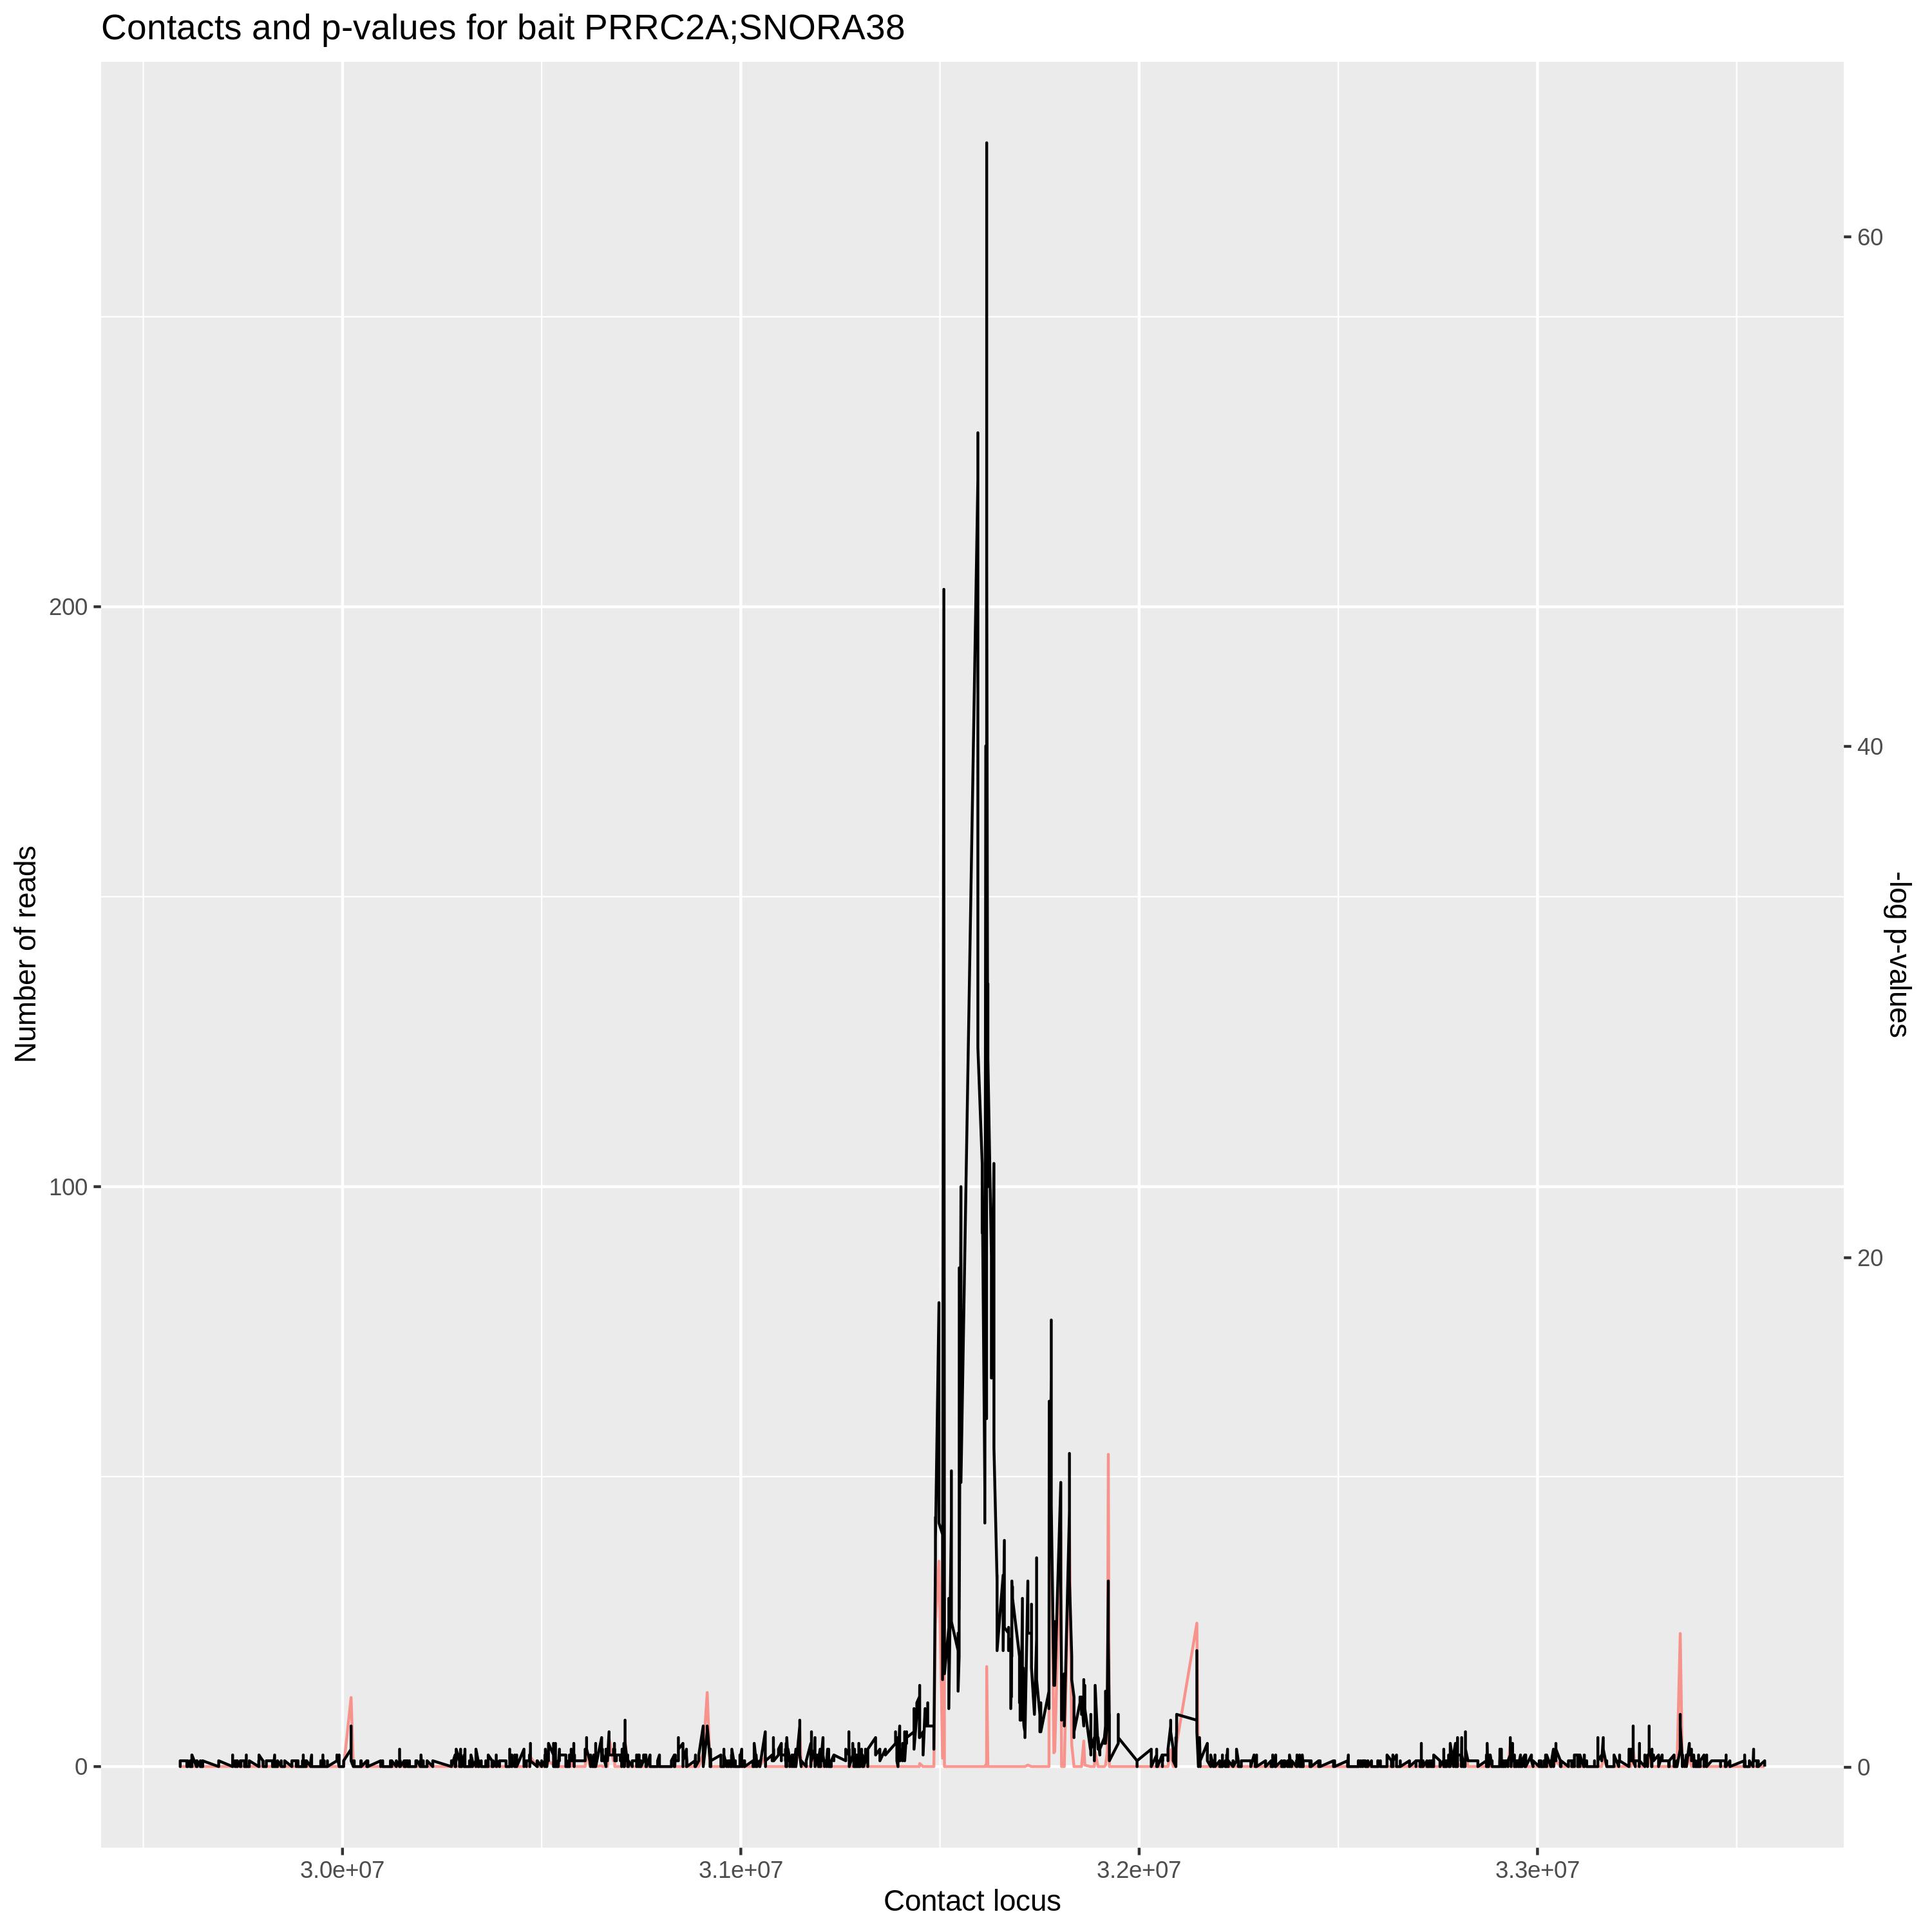 Contacts and p-values for bait PRRC2A;SNORA38
200
100
0
Number of reads
60
40
20
0
-log p-values
3.0e+07
3.1e+07
3.2e+07
3.3e+07
Contact locus